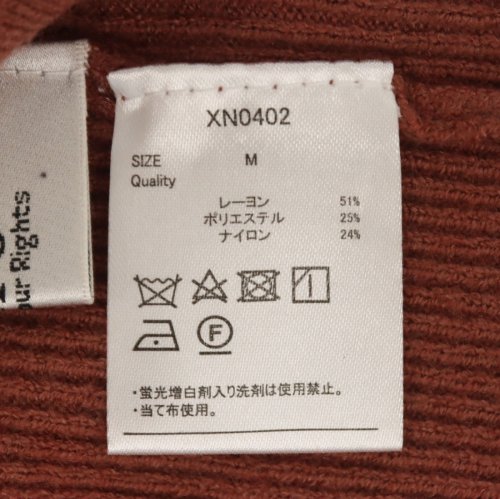 XN0402
SIZE M
Quality
レーヨン 51%
ポリエステル 25%
ナイロン 24%
F
・蛍光増白剤入り洗剤は使用禁止。
・当て布使用。
our Rights